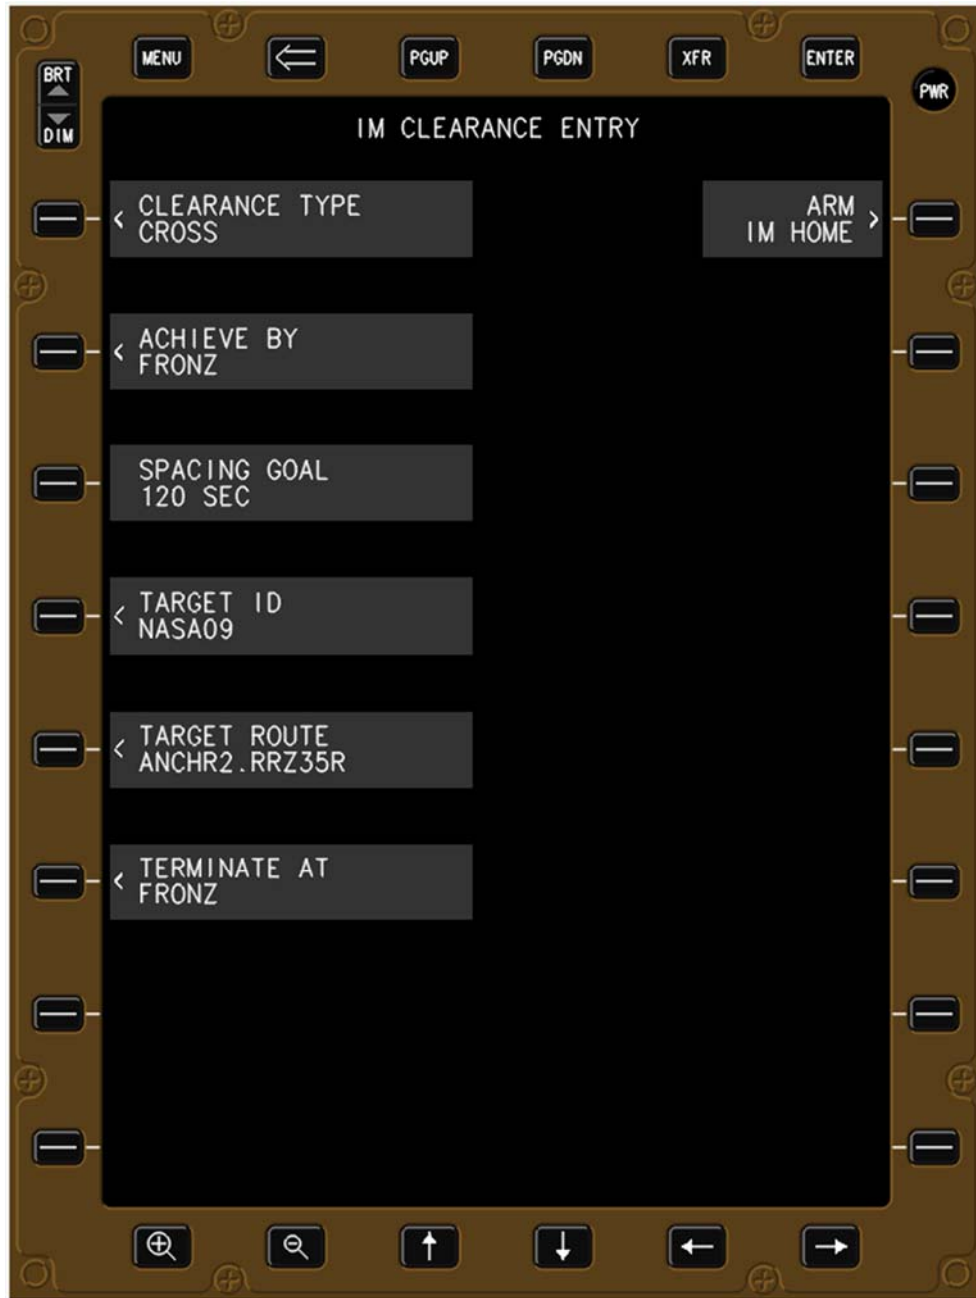 MENU
PGUP
PGDN
XFR
ENTER
BRT
DIM
PWR
IM CLEARANCE ENTRY
< CLEARANCE TYPE
CROSS
ARM >
IM HOME
< ACHIEVE BY
FRONZ
SPACING GOAL
120 SEC
< TARGET ID
NASA09
< TARGET ROUTE
ANCHR2.RRZ35R
< TERMINATE AT
FRONZ